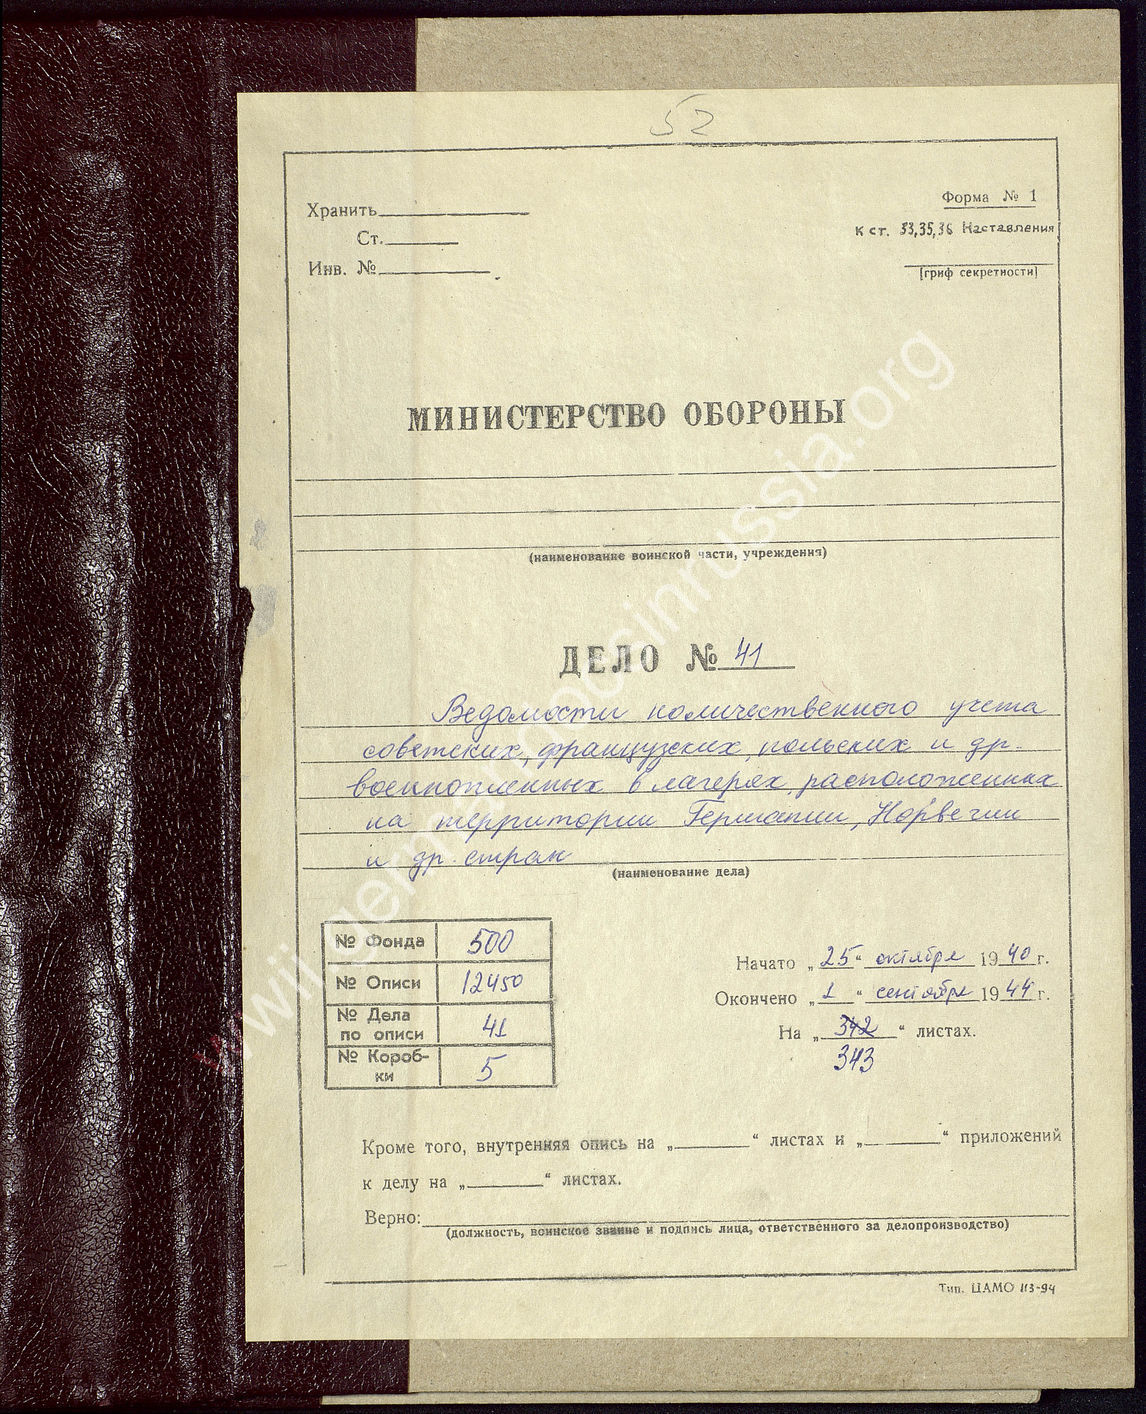 52
Хранить
Форма № 1
Ст.
к ст. 33,35,36 Наставления
Инв. №
(гриф секретности)
МИНИСТЕРСТВО ОБОРОНЫ
(наименование воинской части, учреждения)
ДЕЛО № 41
Ведомости количественного учета
советских, французских, польских и др.
военнопленных в лагерях, расположенных
на территории Германии, Норвегии
и др. стран
(наименование дела)
№ Фонда 500
№ Описи 12450
№ Дела по описи 41
№ Короб-ки 5
Начато „25“ октября 1940 г.
Окончено „1“ сентября 1944 г.
На „342“ листах.
343
Кроме того, внутренняя опись на „ “ листах и „ “ приложений
к делу на „ “ листах.
Верно:
(должность, воинское звание и подпись лица, ответственного за делопроизводство)
Тип. ЦАМО 113-94
wwii.germandocsinrussia.org